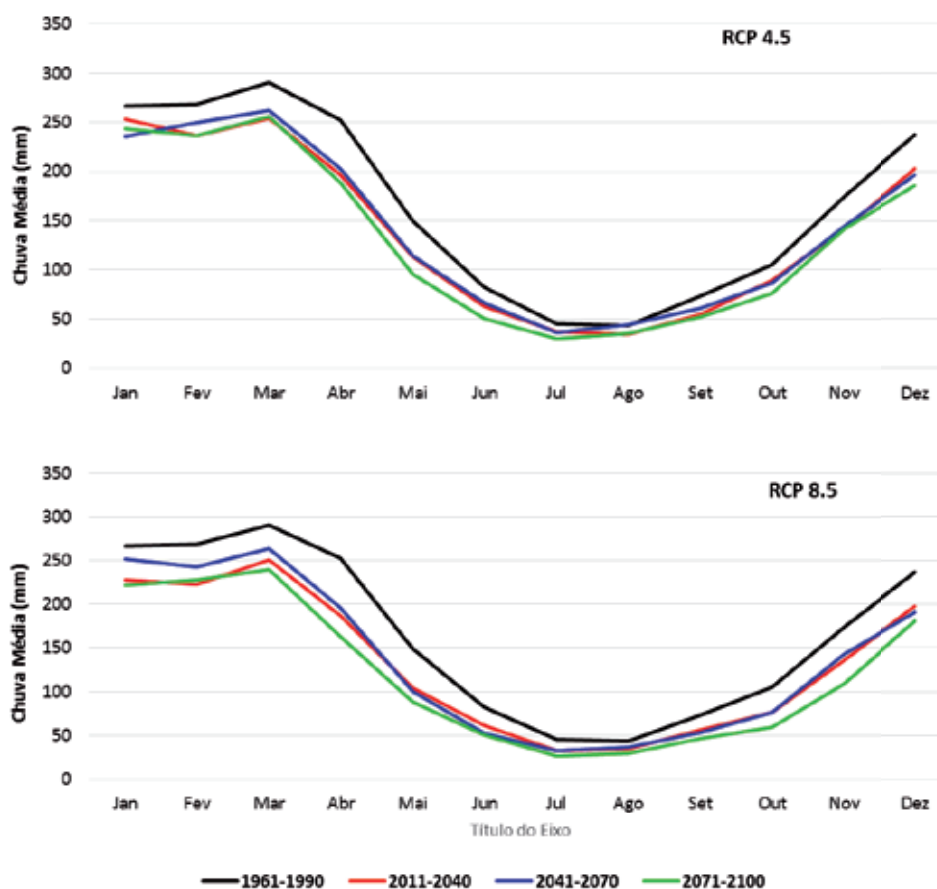 RCP 4.5
Chuva Média (mm)
350
300
250
200
150
100
50
0
Jan Fev Mar Abr Mai Jun Jul Ago Set Out Nov Dez
RCP 8.5
Chuva Média (mm)
350
300
250
200
150
100
50
0
Jan Fev Mar Abr Mai Jun Jul Ago Set Out Nov Dez
Título do Eixo
1961-1990 2011-2040 2041-2070 2071-2100